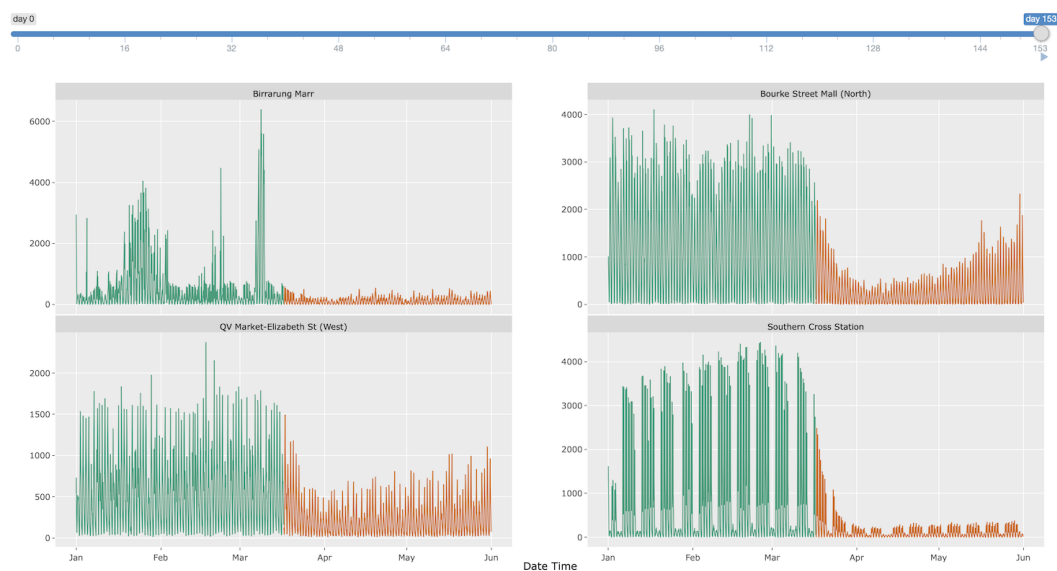 day 0 day 153
0 16 32 48 64 80 96 112 128 144 153
Birrarung Marr
6000
4000
2000
0
Bourke Street Mall (North)
4000
3000
2000
1000
0
QV Market-Elizabeth St (West)
2000
1500
1000
500
0
Jan Feb Mar Apr May Jun
Southern Cross Station
4000
3000
2000
1000
0
Jan Feb Mar Apr May Jun
Date Time